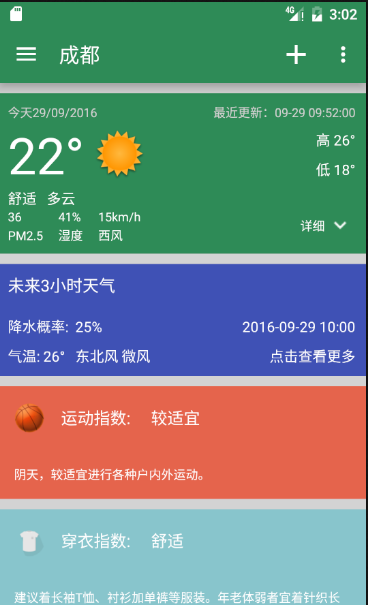 4G 3:02
成都
今天29/09/2016 最近更新：09-29 09:52:00
22° 高 26°
低 18°
舒适 多云
36 41% 15km/h
PM2.5 湿度 西风 详细
未来3小时天气
降水概率: 25% 2016-09-29 10:00
气温: 26° 东北风 微风 点击查看更多
运动指数: 较适宜
阴天，较适宜进行各种户内外运动。
穿衣指数: 舒适
建议着长袖T恤、衬衫加单裤等服装。年老体弱者宜着针织长